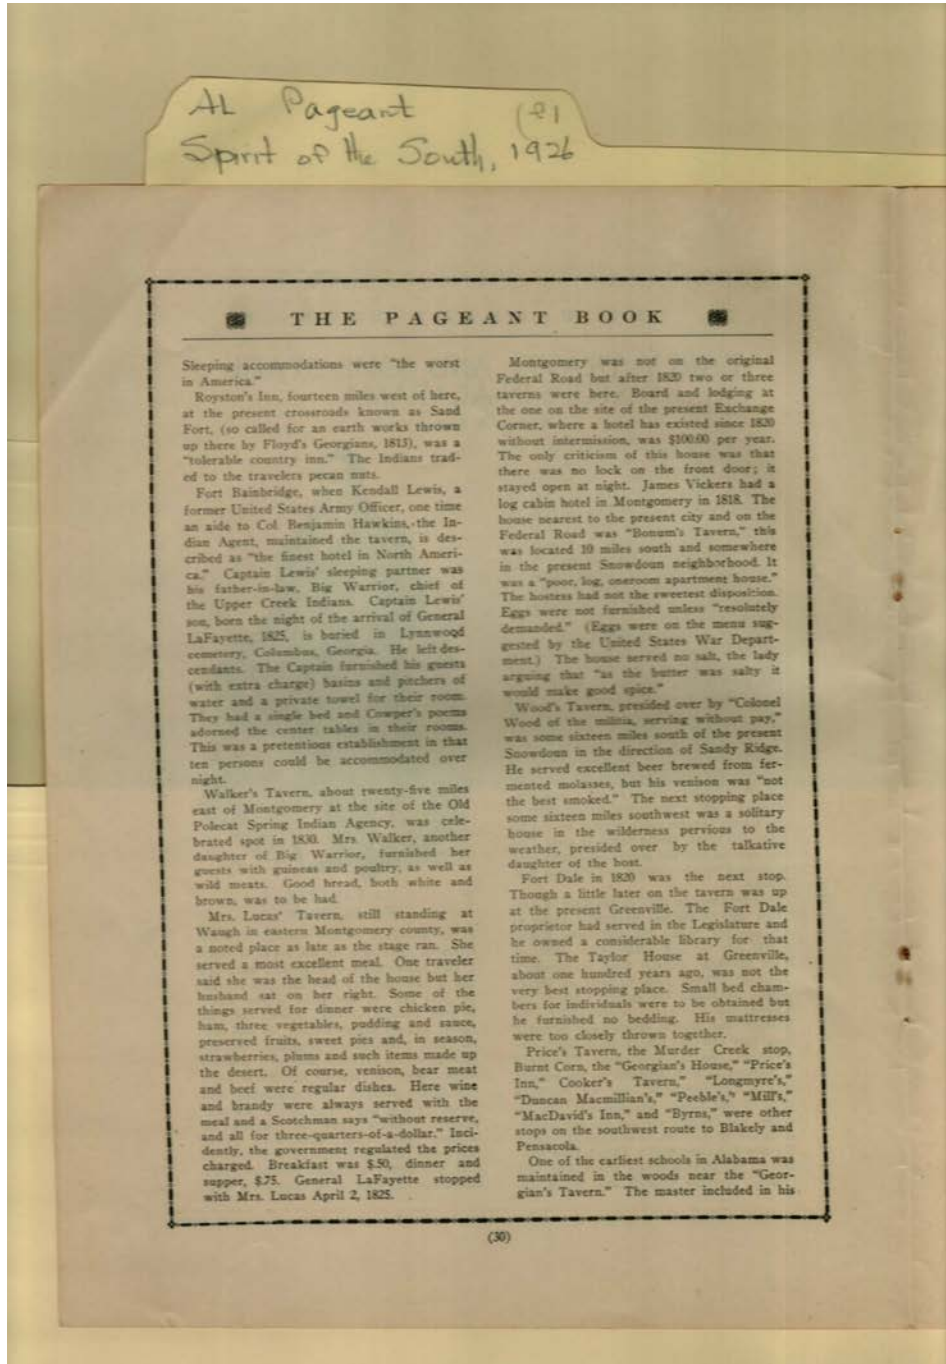 AL Pageant (P1
Spirit of the South, 1926
THE PAGEANT BOOK
Sleeping accommodations were "the worst
in America."
Royston's Inn, fourteen miles west of here,
at the present crossroads known as Sand
Fort, (so called for an earth works thrown
up there by Floyd's Georgians, 1813), was a
"tolerable country inn." The Indians trad-
ed to the travelers pecan nuts.
Fort Bainbridge, when Kendall Lewis, a
former United States Army Officer, one time
an aide to Col. Benjamin Hawkins, the In-
dian Agent, maintained the tavern, is des-
cribed as "the finest hotel in North Ameri-
ca." Captain Lewis' sleeping partner was
his father-in-law, Big Warrior, chief of
the Upper Creek Indians. Captain Lewis'
son, born the night of the arrival of General
LaFayette, 1825, is buried in Lynnwood
cemetery, Columbus, Georgia. He left des-
cendants. The Captain furnished his guests
(with extra charge) basins and pitchers of
water and a private towel for their room.
They had a single bed and Cowper's poems
adorned the center tables in their rooms.
This was a pretentious establishment in that
ten persons could be accommodated over
night.
Walker's Tavern, about twenty-five miles
east of Montgomery at the site of the Old
Polecat Spring Indian Agency, was cele-
brated spot in 1830. Mrs. Walker, another
daughter of Big Warrior, furnished her
guests with guineas and poultry, as well as
wild meats. Good bread, both white and
brown, was to be had.
Mrs. Lucas' Tavern, still standing at
Waugh in eastern Montgomery county, was
a noted place as late as the stage ran. She
served a most excellent meal. One traveler
said she was the head of the house but her
husband sat on her right. Some of the
things served for dinner were chicken pie,
ham, three vegetables, pudding and sauce,
preserved fruits, sweet pies and, in season,
strawberries, plums and such items made up
the desert. Of course, venison, bear meat
and beef were regular dishes. Here wine
and brandy were always served with the
meal and a Scotchman says "without reserve,
and all for three-quarters-of-a-dollar." Inci-
dently, the government regulated the prices
charged. Breakfast was $.50, dinner and
supper, $.75. General LaFayette stopped
with Mrs. Lucas April 2, 1825.
Montgomery was not on the original
Federal Road but after 1820 two or three
taverns were here. Board and lodging at
the one on the site of the present Exchange
Corner, where a hotel has existed since 1820
without intermission, was $100.00 per year.
The only criticism of this house was that
there was no lock on the front door; it
stayed open at night. James Vickers had a
log cabin hotel in Montgomery in 1818. The
house nearest to the present city and on the
Federal Road was "Bonum's Tavern," this
was located 10 miles south and somewhere
in the present Snowdoun neighborhood. It
was a "poor, log, oneroom apartment house."
The hostess had not the sweetest disposition.
Eggs were not furnished unless "resolutely
demanded." (Eggs were on the menu sug-
gested by the United States War Depart-
ment.) The house served no salt, the lady
arguing that "as the butter was salty it
would make good spice."
Wood's Tavern, presided over by "Colonel
Wood of the militia, serving without pay,"
was some sixteen miles south of the present
Snowdoun in the direction of Sandy Ridge.
He served excellent beer brewed from fer-
mented molasses, but his venison was "not
the best smoked." The next stopping place
some sixteen miles southwest was a solitary
house in the wilderness pervious to the
weather, presided over by the talkative
daughter of the host.
Fort Dale in 1820 was the next stop.
Though a little later on the tavern was up
at the present Greenville. The Fort Dale
proprietor had served in the Legislature and
he owned a considerable library for that
time. The Taylor House at Greenville,
about one hundred years ago, was not the
very best stopping place. Small bed cham-
bers for individuals were to be obtained but
he furnished no bedding. His mattresses
were too closely thrown together.
Price's Tavern, the Murder Creek stop,
Burnt Corn, the "Georgian's House," "Price's
Inn," Cooker's Tavern," "Longmyre's,"
"Duncan Macmillian's," "Peeble's," "Mill's,"
"MacDavid's Inn," and "Byrns," were other
stops on the southwest route to Blakely and
Pensacola.
One of the earliest schools in Alabama was
maintained in the woods near the "Geor-
gian's Tavern." The master included in his
(30)